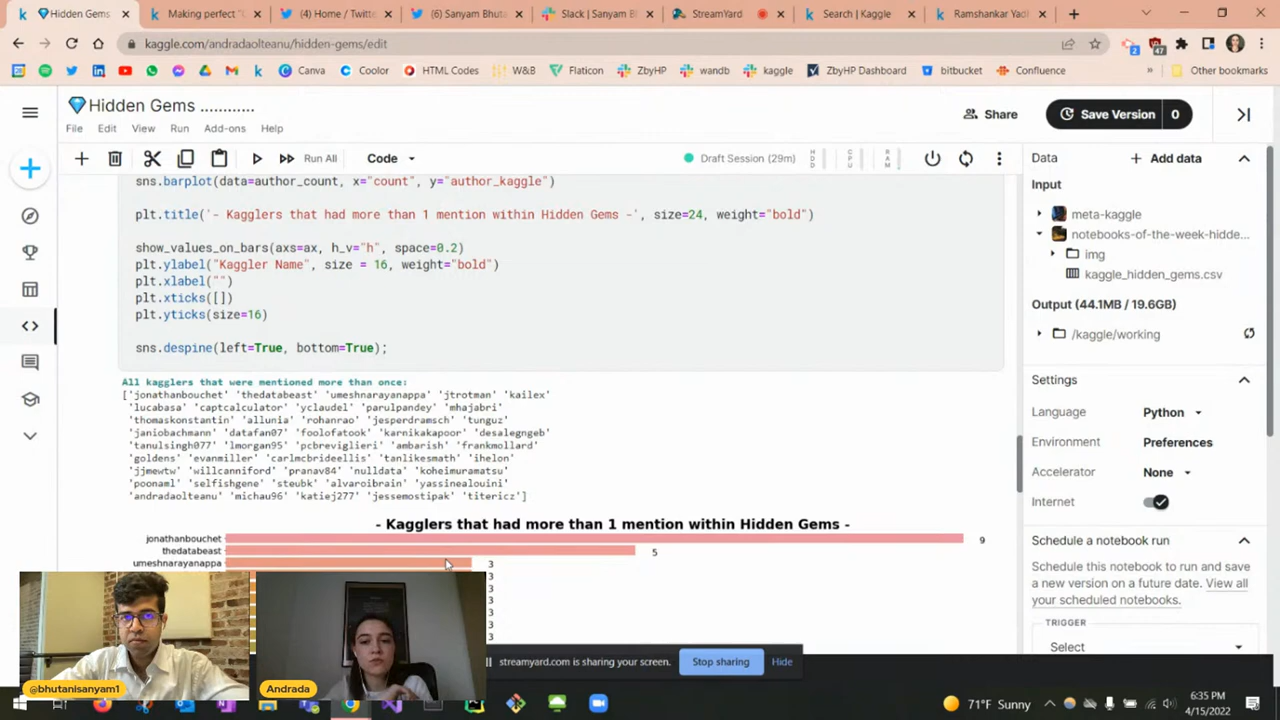 Hidden Gems
Making perfect "C
(4) Home / Twitte
(6) Sanyam Bhuta
Slack | Sanyam B
StreamYard
Search | Kaggle
Ramshankar Yad
kaggle.com/andradaolteanu/hidden-gems/edit
2
47
Canva
Coolor
HTML Codes
W&B
Flaticon
ZbyHP
wandb
kaggle
ZbyHP Dashboard
bitbucket
Confluence
»
Other bookmarks
Hidden Gems ............
File Edit View Run Add-ons Help
Share
Save Version 0
Run All
Code
Draft Session (29m)
HDD
CPU
RAM
sns.barplot(data=author_count, x="count", y="author_kaggle")
plt.title('- Kagglers that had more than 1 mention within Hidden Gems -', size=24, weight="bold")
show_values_on_bars(axs=ax, h_v="h", space=0.2)
plt.ylabel("Kaggler Name", size = 16, weight="bold")
plt.xlabel("")
plt.xticks([])
plt.yticks(size=16)
sns.despine(left=True, bottom=True);
All kagglers that were mentioned more than once:
['jonathanbouchet' 'thedatabeast' 'umeshnarayanappa' 'jtrotman' 'kailex'
'lucabasa' 'captcalculator' 'yclaudel' 'parulpandey' 'mhajabri'
'thomaskonstantin' 'allunia' 'rohanrao' 'jesperdramsch' 'tunguz'
'janiobachmann' 'datafan07' 'foolofatook' 'karnikakapoor' 'desalegngeb'
'tanulsingh077' 'lmorgan95' 'pcbreviglieri' 'ambarish' 'frankmollard'
'goldens' 'evanmiller' 'carlmcbrideellis' 'tanlikesmath' 'ihelon'
'jjmewtw' 'willcanniford' 'pranav84' 'nulldata' 'koheimuratsu'
'poonaml' 'selfishgene' 'steubk' 'alvaroibrain' 'yassinealouini'
'andradaolteanu' 'michau96' 'katiej277' 'jessemostipak' 'titericz']
- Kagglers that had more than 1 mention within Hidden Gems -
jonathanbouchet 9
thedatabeast 5
umeshnarayanappa 3
3
3
3
3
3
3
Data
Add data
Input
meta-kaggle
notebooks-of-the-week-hidde...
img
kaggle_hidden_gems.csv
Output (44.1MB / 19.6GB)
/kaggle/working
Settings
Language Python
Environment Preferences
Accelerator None
Internet
Schedule a notebook run
Schedule this notebook to run and save
a new version on a future date. View all
your scheduled notebooks.
TRIGGER
Select
streamyard.com is sharing your screen.
Stop sharing
Hide
@bhutanisanyam1
Andrada
71°F Sunny
6:35 PM
4/15/2022